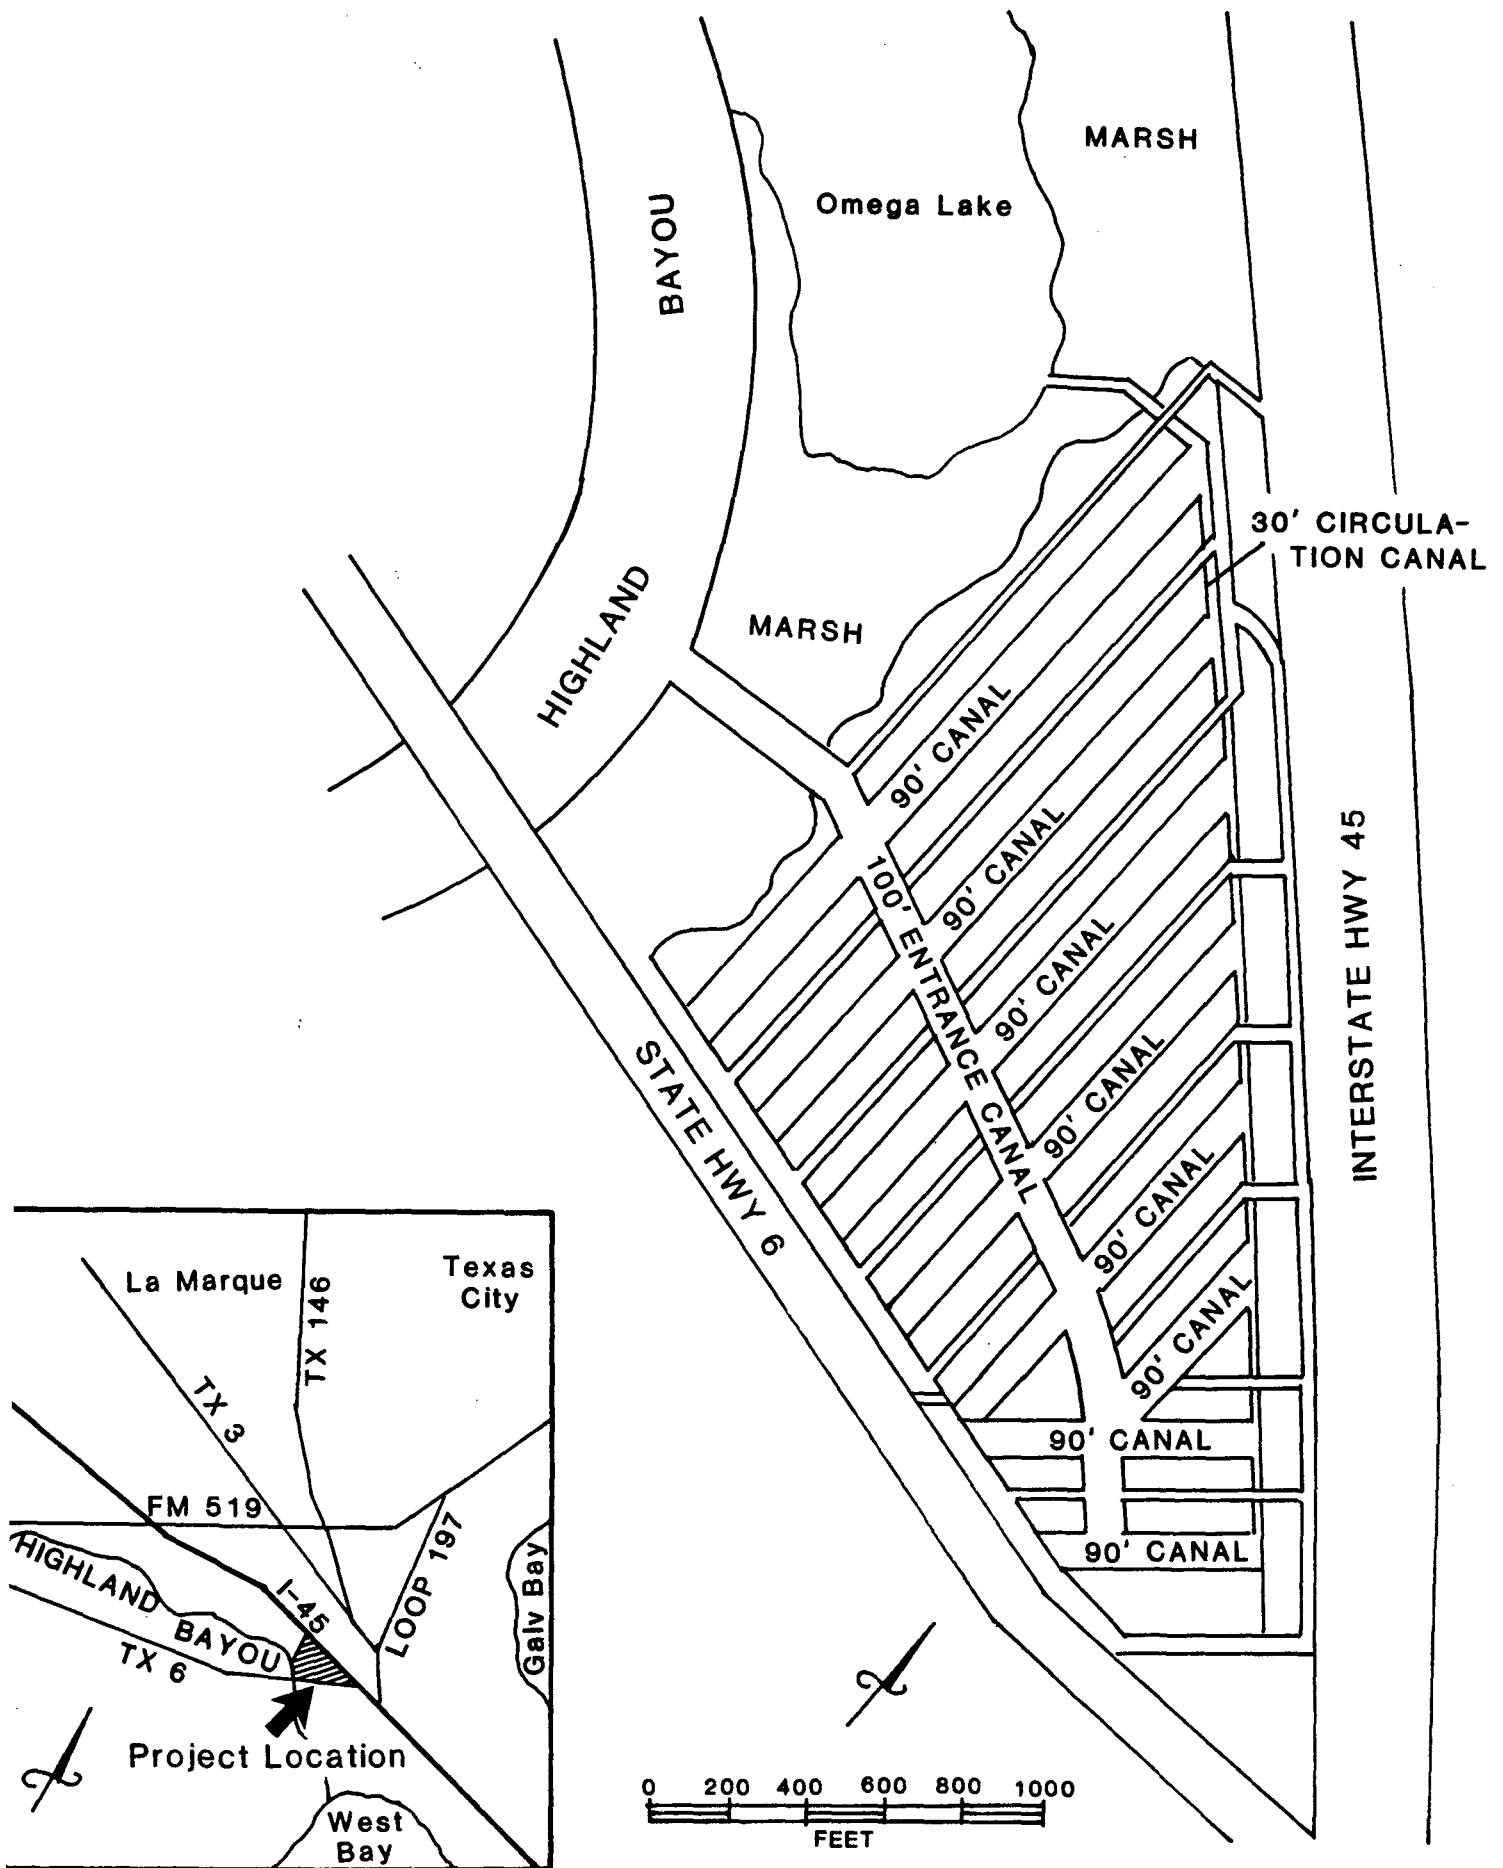 MARSH
Omega Lake
BAYOU
30' CIRCULA-
TION CANAL
HIGHLAND
MARSH
90' CANAL
90' CANAL
100' ENTRANCE CANAL
90' CANAL
INTERSTATE HWY 45
90' CANAL
STATE HWY 6
90' CANAL
90' CANAL
90' CANAL
90' CANAL
La Marque
TX 146
Texas
City
TX 3
FM 519
LOOP 197
HIGHLAND BAYOU
I-45
Galv Bay
TX 6
Project Location
West
Bay
0 200 400 600 800 1000
FEET